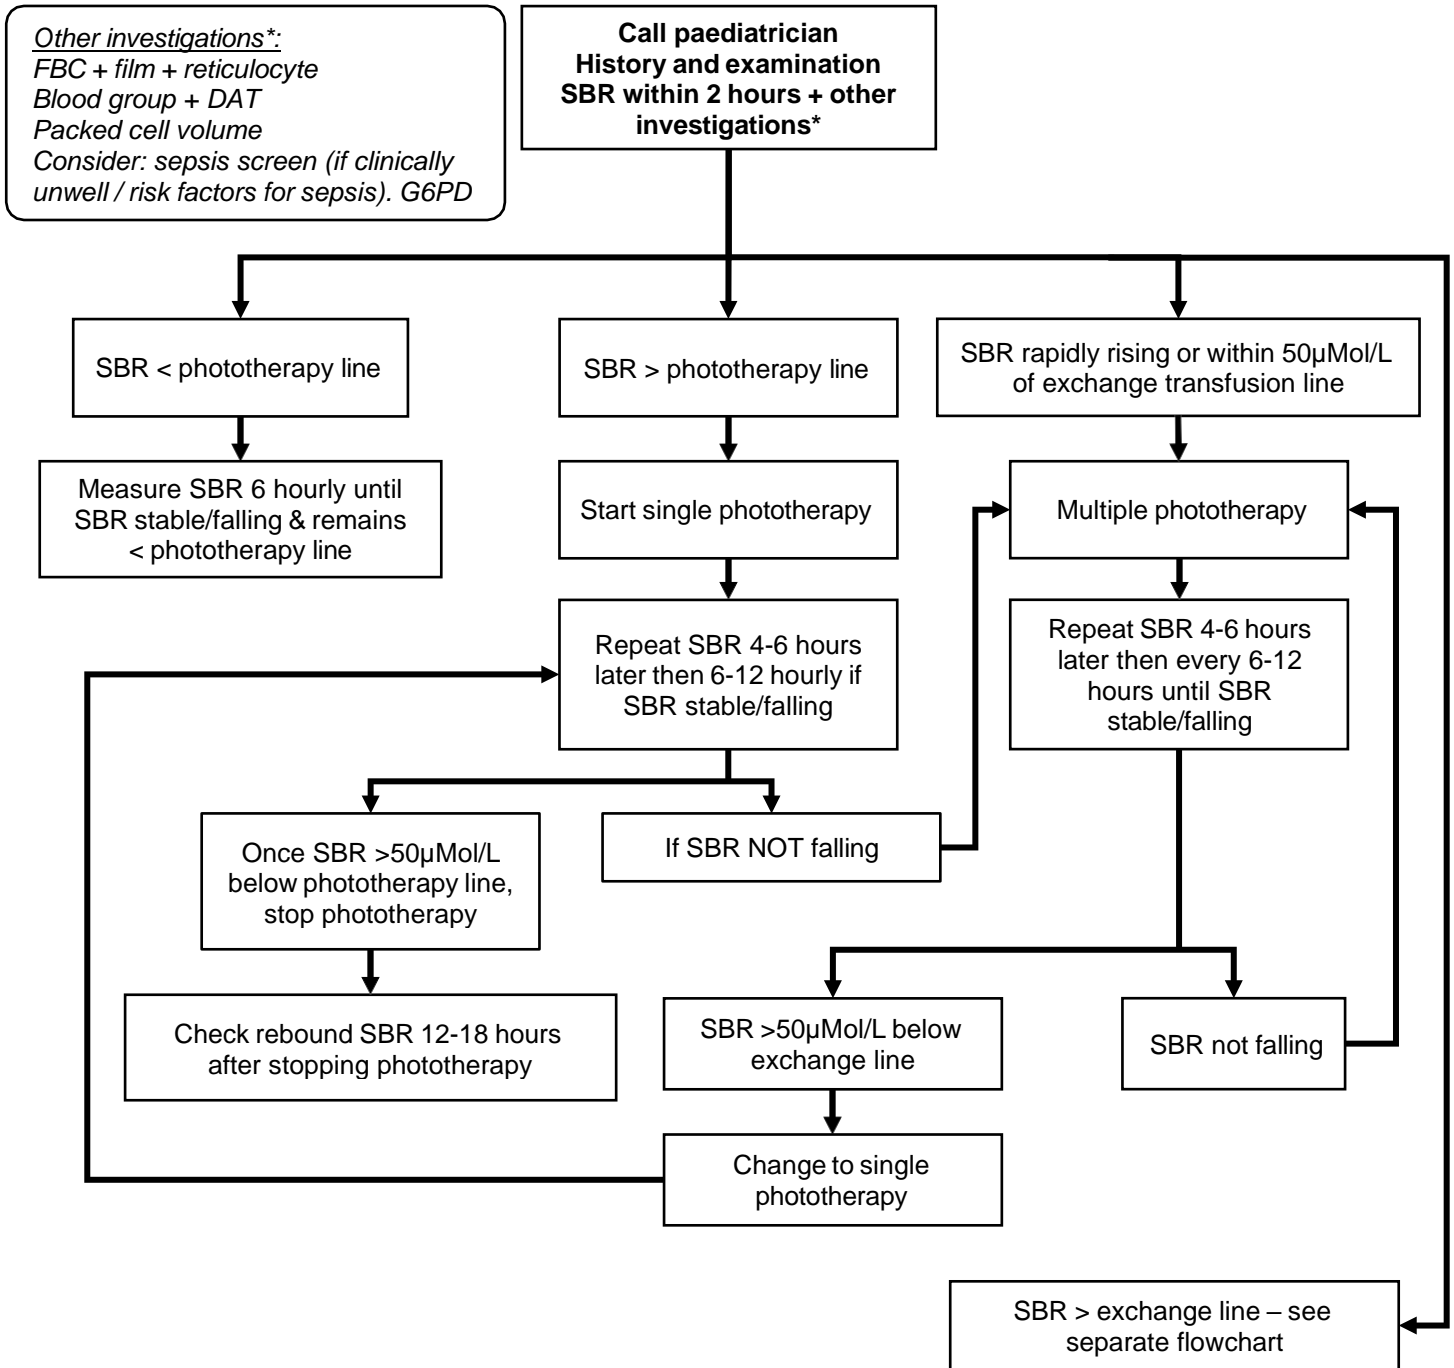 Other investigations*:
FBC + film + reticulocyte
Blood group + DAT
Packed cell volume
Consider: sepsis screen (if clinically
unwell / risk factors for sepsis). G6PD
Call paediatrician
History and examination
SBR within 2 hours + other
investigations*
SBR < phototherapy line
SBR > phototherapy line
SBR rapidly rising or within 50µMol/L
of exchange transfusion line
Measure SBR 6 hourly until
SBR stable/falling & remains
< phototherapy line
Start single phototherapy
Multiple phototherapy
Repeat SBR 4-6 hours
later then 6-12 hourly if
SBR stable/falling
Repeat SBR 4-6 hours
later then every 6-12
hours until SBR
stable/falling
Once SBR >50µMol/L
below phototherapy line,
stop phototherapy
If SBR NOT falling
Check rebound SBR 12-18 hours
after stopping phototherapy
SBR >50µMol/L below
exchange line
SBR not falling
Change to single
phototherapy
SBR > exchange line – see
separate flowchart